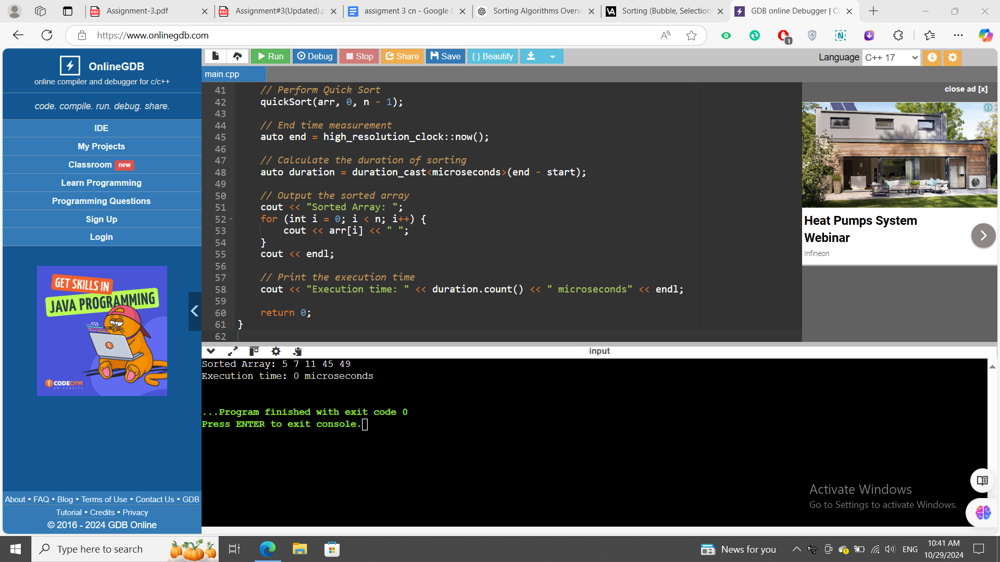 Assignment-3.pdf
Assignment#3(Updated).p
assigment 3 cn - Google D
Sorting Algorithms Overvi
Sorting (Bubble, Selection
GDB online Debugger | Co
https://www.onlinegdb.com
1
OnlineGDB
online compiler and debugger for c/c++
code. compile. run. debug. share.
IDE
My Projects
Classroom new
Learn Programming
Programming Questions
Sign Up
Login
GET SKILLS IN
JAVA PROGRAMMING
CODEGYM
UNIVERSITY
About • FAQ • Blog • Terms of Use • Contact Us • GDB
Tutorial • Credits • Privacy
© 2016 - 2024 GDB Online
Run
Debug
Stop
Share
Save
{ } Beautify
Language C++ 17
main.cpp
41 // Perform Quick Sort
42 quickSort(arr, 0, n - 1);
43
44 // End time measurement
45 auto end = high_resolution_clock::now();
46
47 // Calculate the duration of sorting
48 auto duration = duration_cast<microseconds>(end - start);
49
50 // Output the sorted array
51 cout << "Sorted Array: ";
52 for (int i = 0; i < n; i++) {
53 cout << arr[i] << " ";
54 }
55 cout << endl;
56
57 // Print the execution time
58 cout << "Execution time: " << duration.count() << " microseconds" << endl;
59
60 return 0;
61 }
62
close ad [x]
Heat Pumps System
Webinar
Infineon
input
Sorted Array: 5 7 11 45 49
Execution time: 0 microseconds
...Program finished with exit code 0
Press ENTER to exit console.
Activate Windows
Go to Settings to activate Windows.
Type here to search
News for you
ENG
10:41 AM
10/29/2024